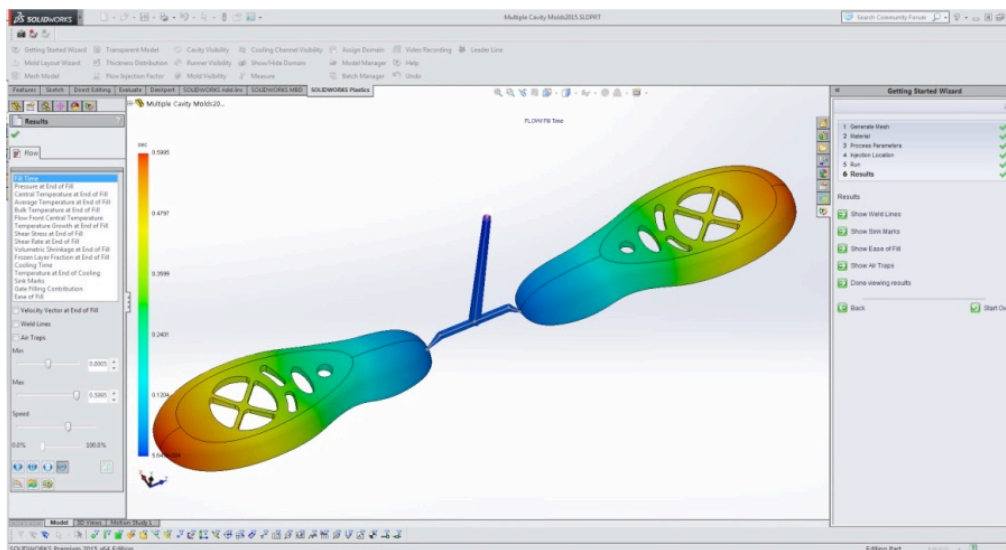 SOLIDWORKS
Multiple Cavity Molds2015.SLDPRT
Search Community Forum
Getting Started Wizard
Transparent Model
Cavity Visibility
Cooling Channel Visibility
Assign Domain
Video Recording
Leader Line
Mold Layout Wizard
Thickness Distribution
Runner Visibility
Show/Hide Domain
Model Manager
Help
Mesh Model
Flow Injection Factor
Mold Visibility
Measure
Batch Manager
Undo
Features
Sketch
Direct Editing
Evaluate
DimXpert
SOLIDWORKS Add-Ins
SOLIDWORKS MBD
SOLIDWORKS Plastics
Results
Flow
Fill Time
Pressure at End of Fill
Central Temperature at End of Fill
Average Temperature at End of Fill
Bulk Temperature at End of Fill
Flow Front Central Temperature
Temperature Growth at End of Fill
Shear Stress at End of Fill
Shear Rate at End of Fill
Volumetric Shrinkage at End of Fill
Frozen Layer Fraction at End of Fill
Cooling Time
Temperature at End of Cooling
Sink Marks
Gate Filling Contribution
Ease of Fill
Velocity Vector at End of Fill
Weld Lines
Air Traps
Min
0.0005
Max
0.5995
Speed
0.0%
100.0%
Multiple Cavity Molds20...
FLOW Fill Time
sec
0.5995
0.4797
0.3599
0.2401
0.1204
Getting Started Wizard
1 Generate Mesh
2 Material
3 Process Parameters
4 Injection Location
5 Run
6 Results
Results
Show Weld Lines
Show Sink Marks
Show Ease of Fill
Show Air Traps
Done viewing results
Back
Start Ov
Model
3D Views
Motion Study 1
SOLIDWORKS Premium 2015 x64 Edition
Editing Part